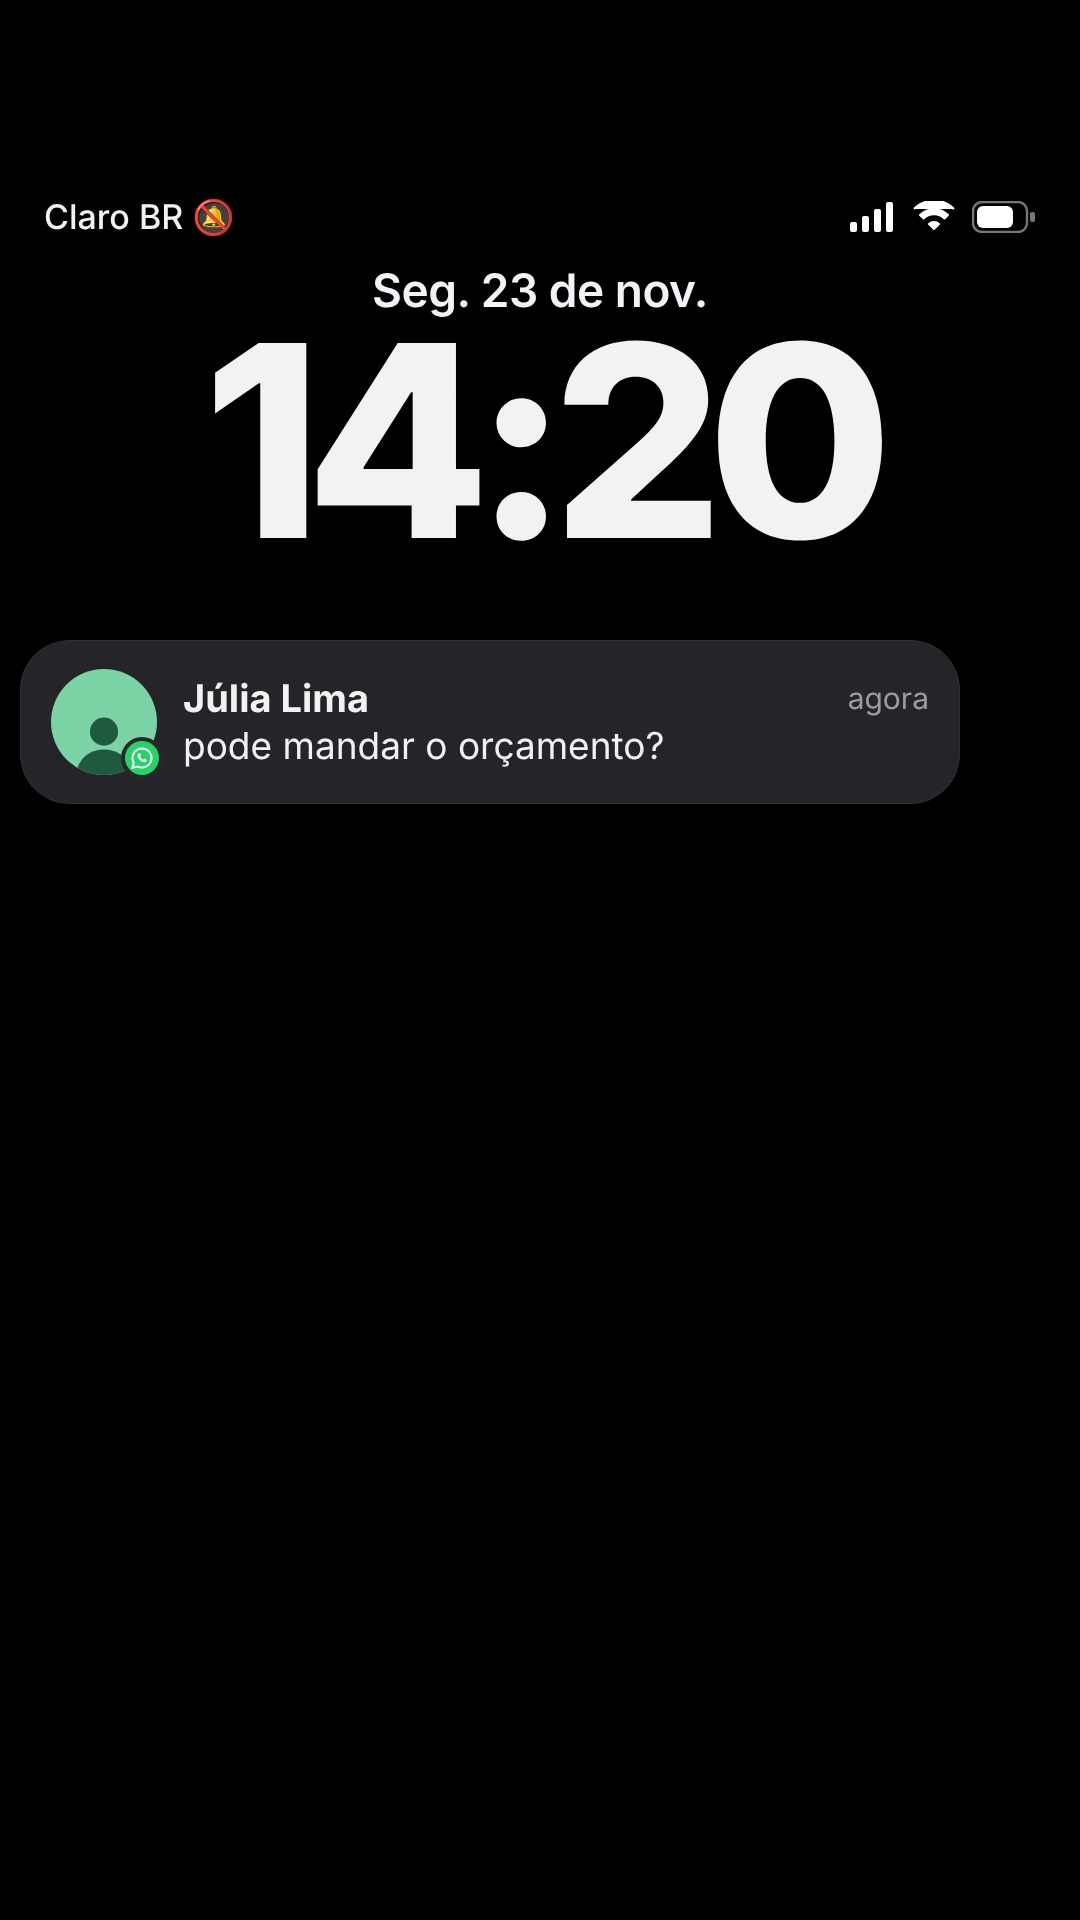 Claro BR
Seg. 23 de nov.
14:20
Júlia Lima
agora
pode mandar o orçamento?